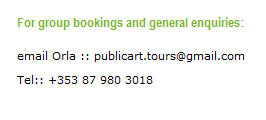 For group bookings and general enquiries:
email Orla :: publicart.tours@gmail.com
Tel:: +353 87 980 3018